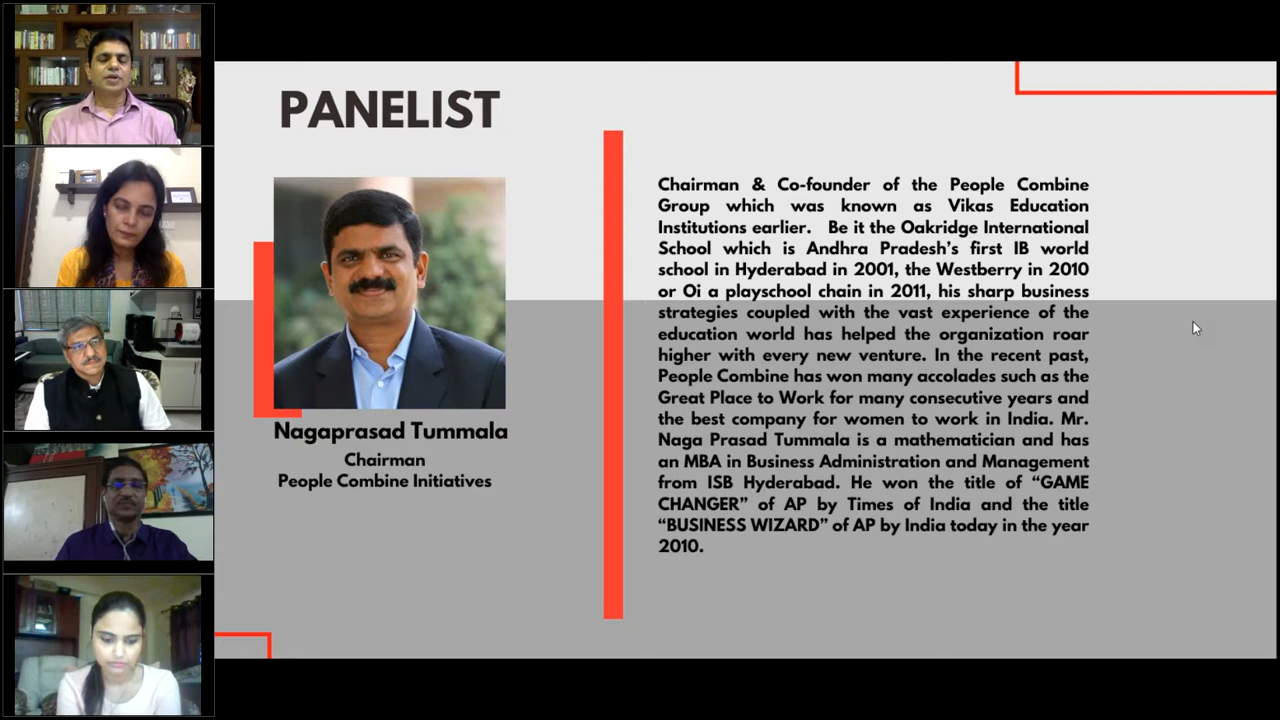 PANELIST
Nagaprasad Tummala
Chairman
People Combine Initiatives
Chairman & Co-founder of the People Combine
Group which was known as Vikas Education
Institutions earlier. Be it the Oakridge International
School which is Andhra Pradesh's first IB world
school in Hyderabad in 2001, the Westberry in 2010
or Oi a playschool chain in 2011, his sharp business
strategies coupled with the vast experience of the
education world has helped the organization roar
higher with every new venture. In the recent past,
People Combine has won many accolades such as the
Great Place to Work for many consecutive years and
the best company for women to work in India. Mr.
Naga Prasad Tummala is a mathematician and has
an MBA in Business Administration and Management
from ISB Hyderabad. He won the title of “GAME
CHANGER” of AP by Times of India and the title
“BUSINESS WIZARD” of AP by India today in the year
2010.